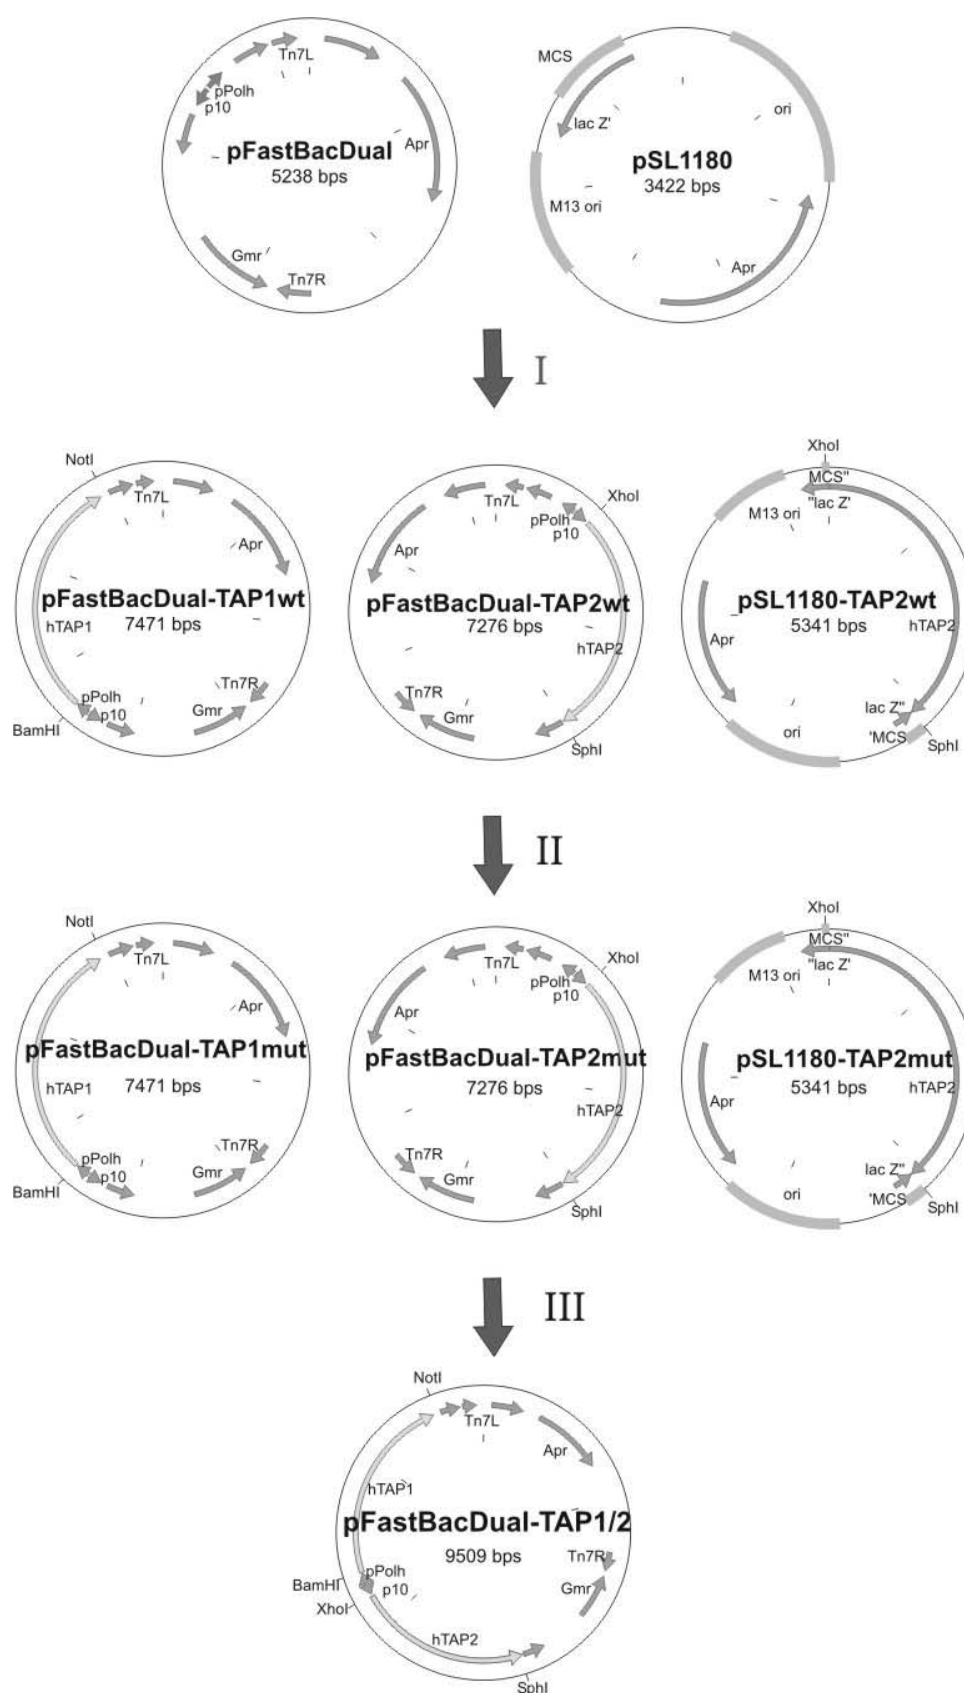 Tn7L
pPolh
p10
Apr
pFastBacDual
5238 bps
Gmr
Tn7R
MCS
lac Z'
ori
pSL1180
3422 bps
M13 ori
Apr
I
NotI
Tn7L
Apr
pFastBacDual-TAP1wt
hTAP1
7471 bps
pPolh
p10
Tn7R
Gmr
BamHI
Tn7L
XhoI
pPolh
p10
Apr
pFastBacDual-TAP2wt
7276 bps
hTAP2
Tn7R
Gmr
SphI
XhoI
MCS"
"lac Z'
M13 ori
pSL1180-TAP2wt
Apr
5341 bps
hTAP2
lac Z"
'MCS
ori
SphI
II
NotI
Tn7L
Apr
pFastBacDual-TAP1mut
hTAP1
7471 bps
pPolh
p10
Tn7R
Gmr
BamHI
Tn7L
XhoI
pPolh
p10
Apr
pFastBacDual-TAP2mut
7276 bps
hTAP2
Tn7R
Gmr
SphI
XhoI
MCS"
"lac Z'
M13 ori
pSL1180-TAP2mut
Apr
5341 bps
hTAP2
lac Z"
'MCS
ori
SphI
III
NotI
Tn7L
Apr
hTAP1
pFastBacDual-TAP1/2
9509 bps
Tn7R
pPolh
BamHI
p10
Gmr
XhoI
hTAP2
SphI